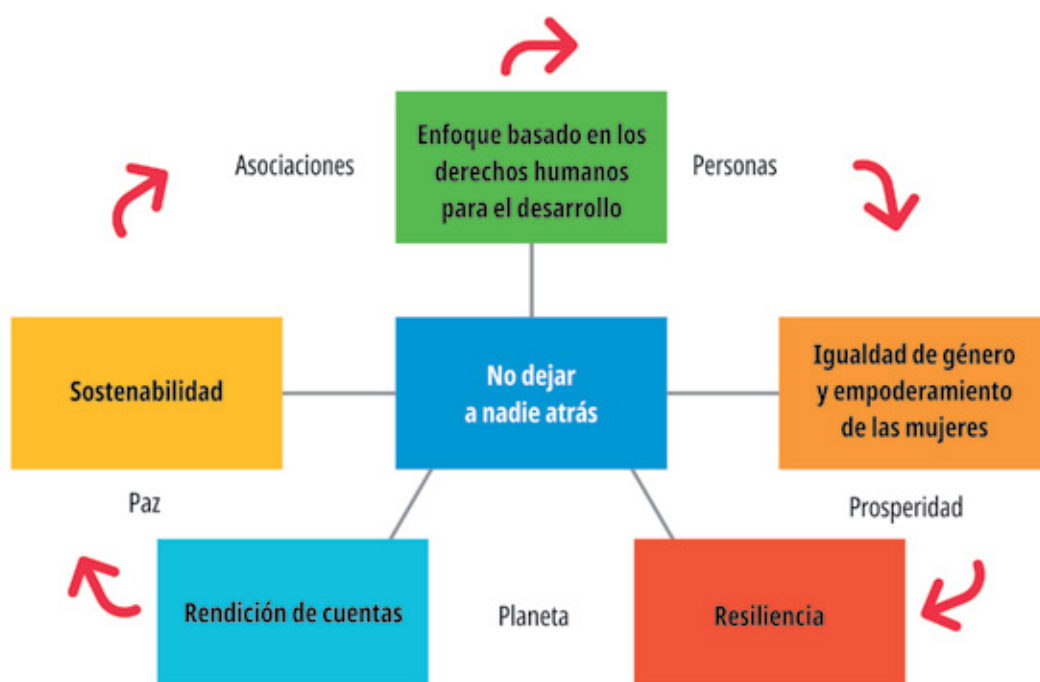 Enfoque basado en los
derechos humanos
para el desarrollo
Asociaciones
Personas
Sostenabilidad
No dejar
a nadie atrás
Igualdad de género
y empoderamiento
de las mujeres
Paz
Prosperidad
Rendición de cuentas
Planeta
Resiliencia